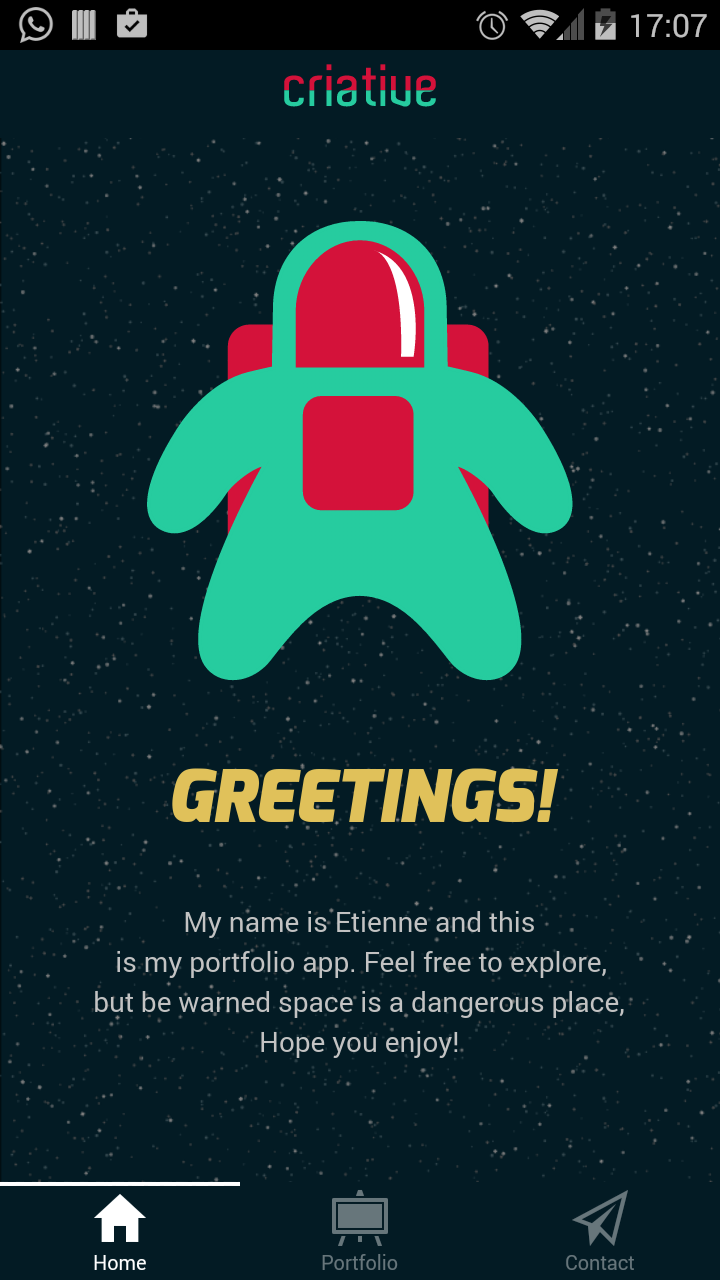 17:07
criative
GREETINGS!
My name is Etienne and this
is my portfolio app. Feel free to explore,
but be warned space is a dangerous place,
Hope you enjoy!
Home
Portfolio
Contact